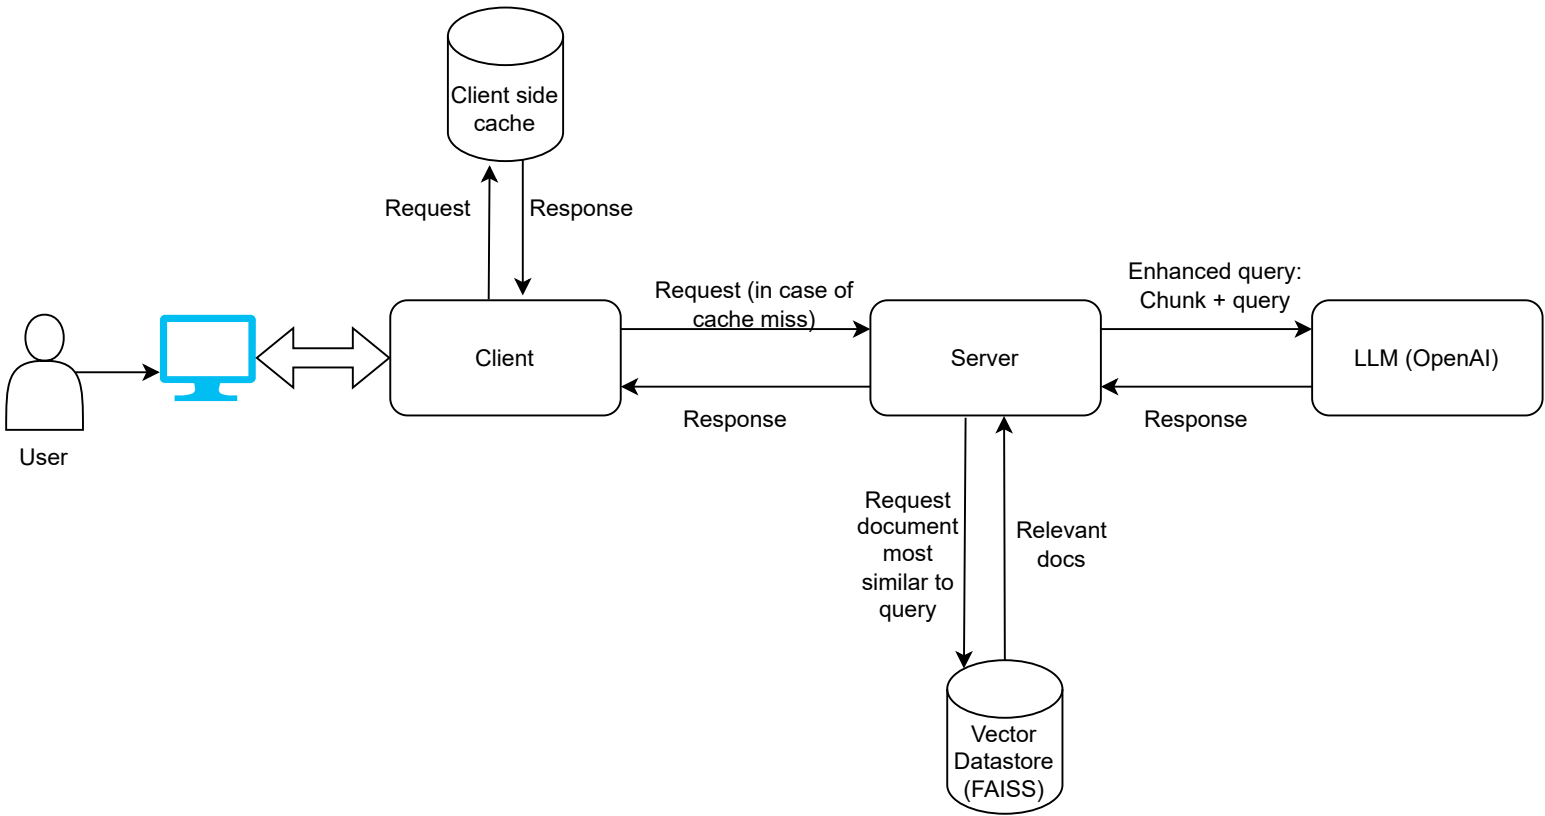 Client side
cache
Request
Response
Request (in case of
cache miss)
Enhanced query:
Chunk + query
Client
Server
LLM (OpenAI)
Response
Response
User
Request
document
most
similar to
query
Relevant
docs
Vector
Datastore
(FAISS)